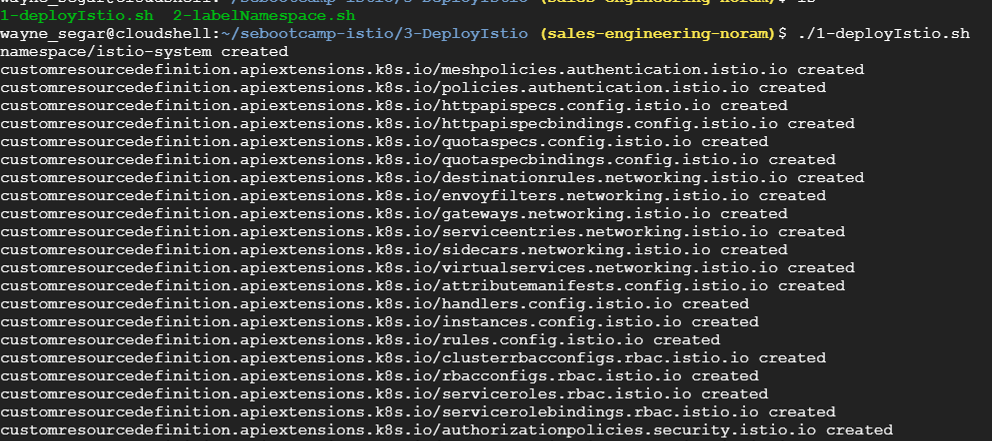 wayne_segar@cloudshell:~/sebootcamp-istio/3-DeployIstio (sales-engineering-noram)$ ls
1-deployIstio.sh  2-labelNamespace.sh
wayne_segar@cloudshell:~/sebootcamp-istio/3-DeployIstio (sales-engineering-noram)$ ./1-deployIstio.sh
namespace/istio-system created
customresourcedefinition.apiextensions.k8s.io/meshpolicies.authentication.istio.io created
customresourcedefinition.apiextensions.k8s.io/policies.authentication.istio.io created
customresourcedefinition.apiextensions.k8s.io/httpapispecs.config.istio.io created
customresourcedefinition.apiextensions.k8s.io/httpapispecbindings.config.istio.io created
customresourcedefinition.apiextensions.k8s.io/quotaspecs.config.istio.io created
customresourcedefinition.apiextensions.k8s.io/quotaspecbindings.config.istio.io created
customresourcedefinition.apiextensions.k8s.io/destinationrules.networking.istio.io created
customresourcedefinition.apiextensions.k8s.io/envoyfilters.networking.istio.io created
customresourcedefinition.apiextensions.k8s.io/gateways.networking.istio.io created
customresourcedefinition.apiextensions.k8s.io/serviceentries.networking.istio.io created
customresourcedefinition.apiextensions.k8s.io/sidecars.networking.istio.io created
customresourcedefinition.apiextensions.k8s.io/virtualservices.networking.istio.io created
customresourcedefinition.apiextensions.k8s.io/attributemanifests.config.istio.io created
customresourcedefinition.apiextensions.k8s.io/handlers.config.istio.io created
customresourcedefinition.apiextensions.k8s.io/instances.config.istio.io created
customresourcedefinition.apiextensions.k8s.io/rules.config.istio.io created
customresourcedefinition.apiextensions.k8s.io/clusterrbacconfigs.rbac.istio.io created
customresourcedefinition.apiextensions.k8s.io/rbacconfigs.rbac.istio.io created
customresourcedefinition.apiextensions.k8s.io/serviceroles.rbac.istio.io created
customresourcedefinition.apiextensions.k8s.io/servicerolebindings.rbac.istio.io created
customresourcedefinition.apiextensions.k8s.io/authorizationpolicies.security.istio.io created